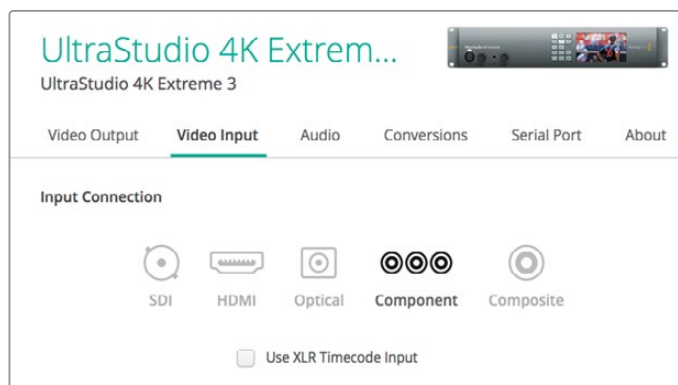 UltraStudio 4K Extrem...
UltraStudio 4K Extreme 3
Video Output Video Input Audio Conversions Serial Port About
Input Connection
SDI HDMI Optical Component Composite
Use XLR Timecode Input